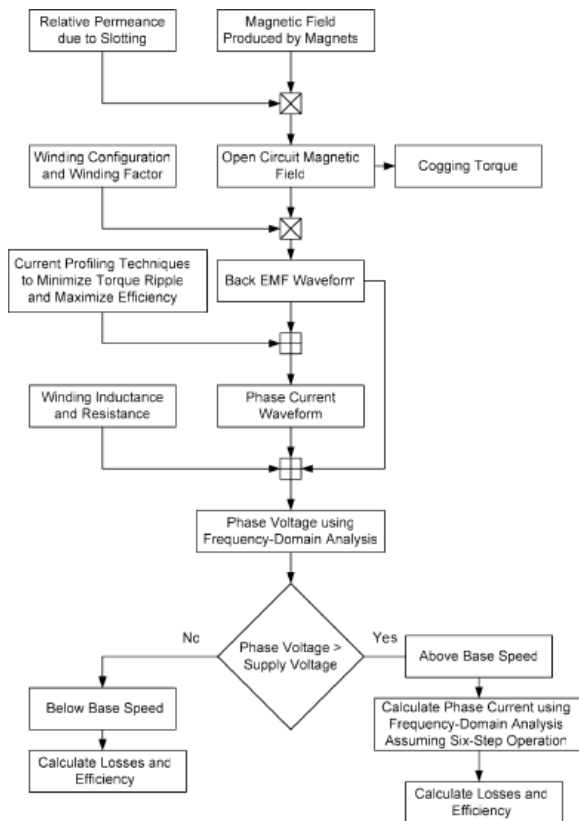 Relative Permeance
due to Slotting
Magnetic Field
Produced by Magnets
Winding Configuration
and Winding Factor
Open Circuit Magnetic
Field
Cogging Torque
Current Profiling Techniques
to Minimize Torque Ripple
and Maximize Efficiency
Back EMF Waveform
Winding Inductance
and Resistance
Phase Current
Waveform
Phase Voltage using
Frequency-Domain Analysis
No
Phase Voltage >
Supply Voltage
Yes
Above Base Speed
Below Base Speed
Calculate Phase Current using
Frequency-Domain Analysis
Assuming Six-Step Operation
Calculate Losses and
Efficiency
Calculate Losses and
Efficiency